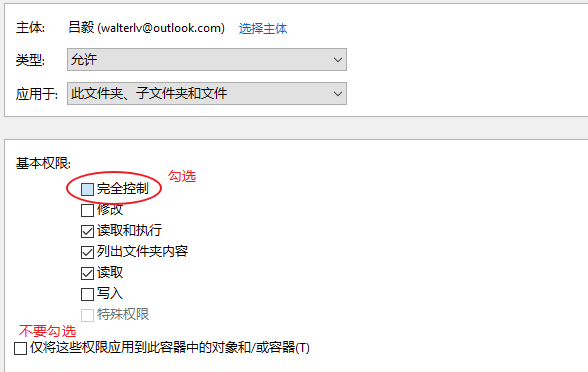 主体: 吕毅 (walterlv@outlook.com) 选择主体
类型: 允许
应用于: 此文件夹、子文件夹和文件
基本权限:
完全控制 勾选
修改
读取和执行
列出文件夹内容
读取
写入
特殊权限
不要勾选
仅将这些权限应用到此容器中的对象和/或容器(T)